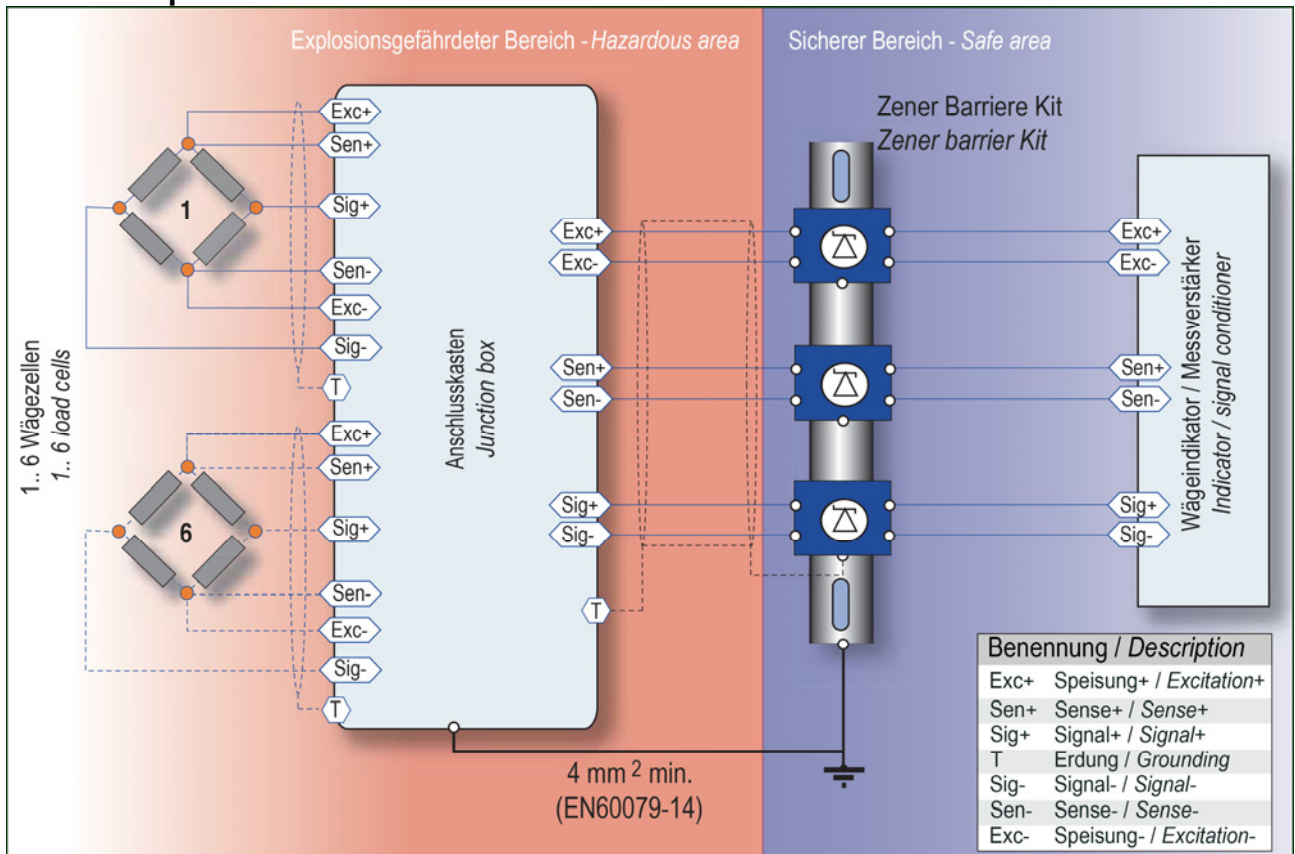 Explosionsgefährdeter Bereich - Hazardous area
Sicherer Bereich - Safe area
Zener Barriere Kit
Zener barrier Kit
1.. 6 Wägezellen
1.. 6 load cells
1
Exc+
Sen+
Sig+
Sen-
Exc-
Sig-
T
6
Exc+
Sen+
Sig+
Sen-
Exc-
Sig-
T
Anschlusskasten
Junction box
Exc+
Exc-
Sen+
Sen-
Sig+
Sig-
T
Exc+
Exc-
Sen+
Sen-
Sig+
Sig-
Wägeindikator / Messverstärker
Indicator / signal conditioner
4 mm 2 min.
(EN60079-14)
Benennung / Description
Exc+ Speisung+ / Excitation+
Sen+ Sense+ / Sense+
Sig+ Signal+ / Signal+
T Erdung / Grounding
Sig- Signal- / Signal-
Sen- Sense- / Sense-
Exc- Speisung- / Excitation-